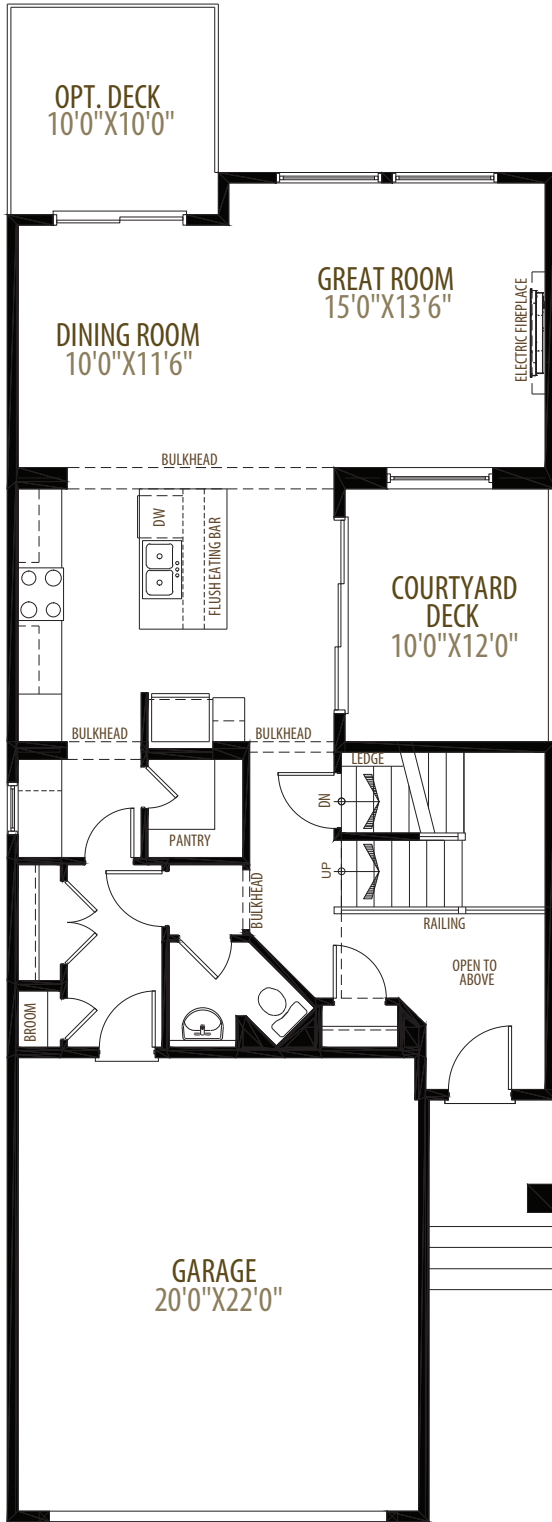 OPT. DECK
10'0"X10'0"
GREAT ROOM
15'0"X13'6"
ELECTRIC FIREPLACE
DINING ROOM
10'0"X11'6"
BULKHEAD
DW
FLUSH EATING BAR
COURTYARD
DECK
10'0"X12'0"
BULKHEAD
BULKHEAD
LEDGE
DN
PANTRY
UP
BULKHEAD
RAILING
OPEN TO
ABOVE
BROOM
GARAGE
20'0"X22'0"